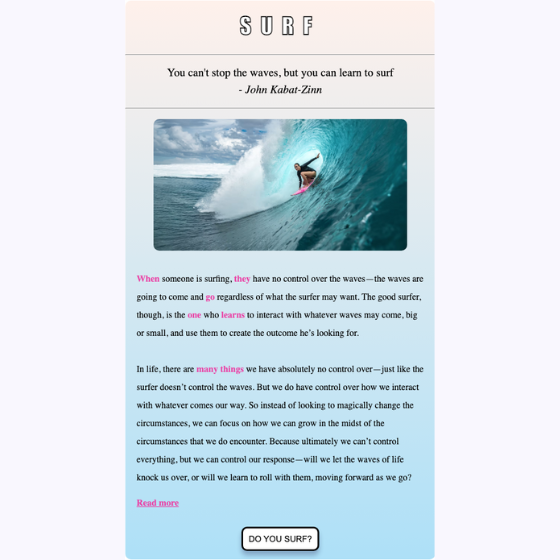 SURF
You can't stop the waves, but you can learn to surf
- John Kabat-Zinn
When someone is surfing, they have no control over the waves—the waves are
going to come and go regardless of what the surfer may want. The good surfer,
though, is the one who learns to interact with whatever waves may come, big
or small, and use them to create the outcome he's looking for.
In life, there are many things we have absolutely no control over—just like the
surfer doesn't control the waves. But we do have control over how we interact
with whatever comes our way. So instead of looking to magically change the
circumstances, we can focus on how we can grow in the midst of the
circumstances that we do encounter. Because ultimately we can't control
everything, but we can control our response—will we let the waves of life
knock us over, or will we learn to roll with them, moving forward as we go?
Read more
DO YOU SURF?